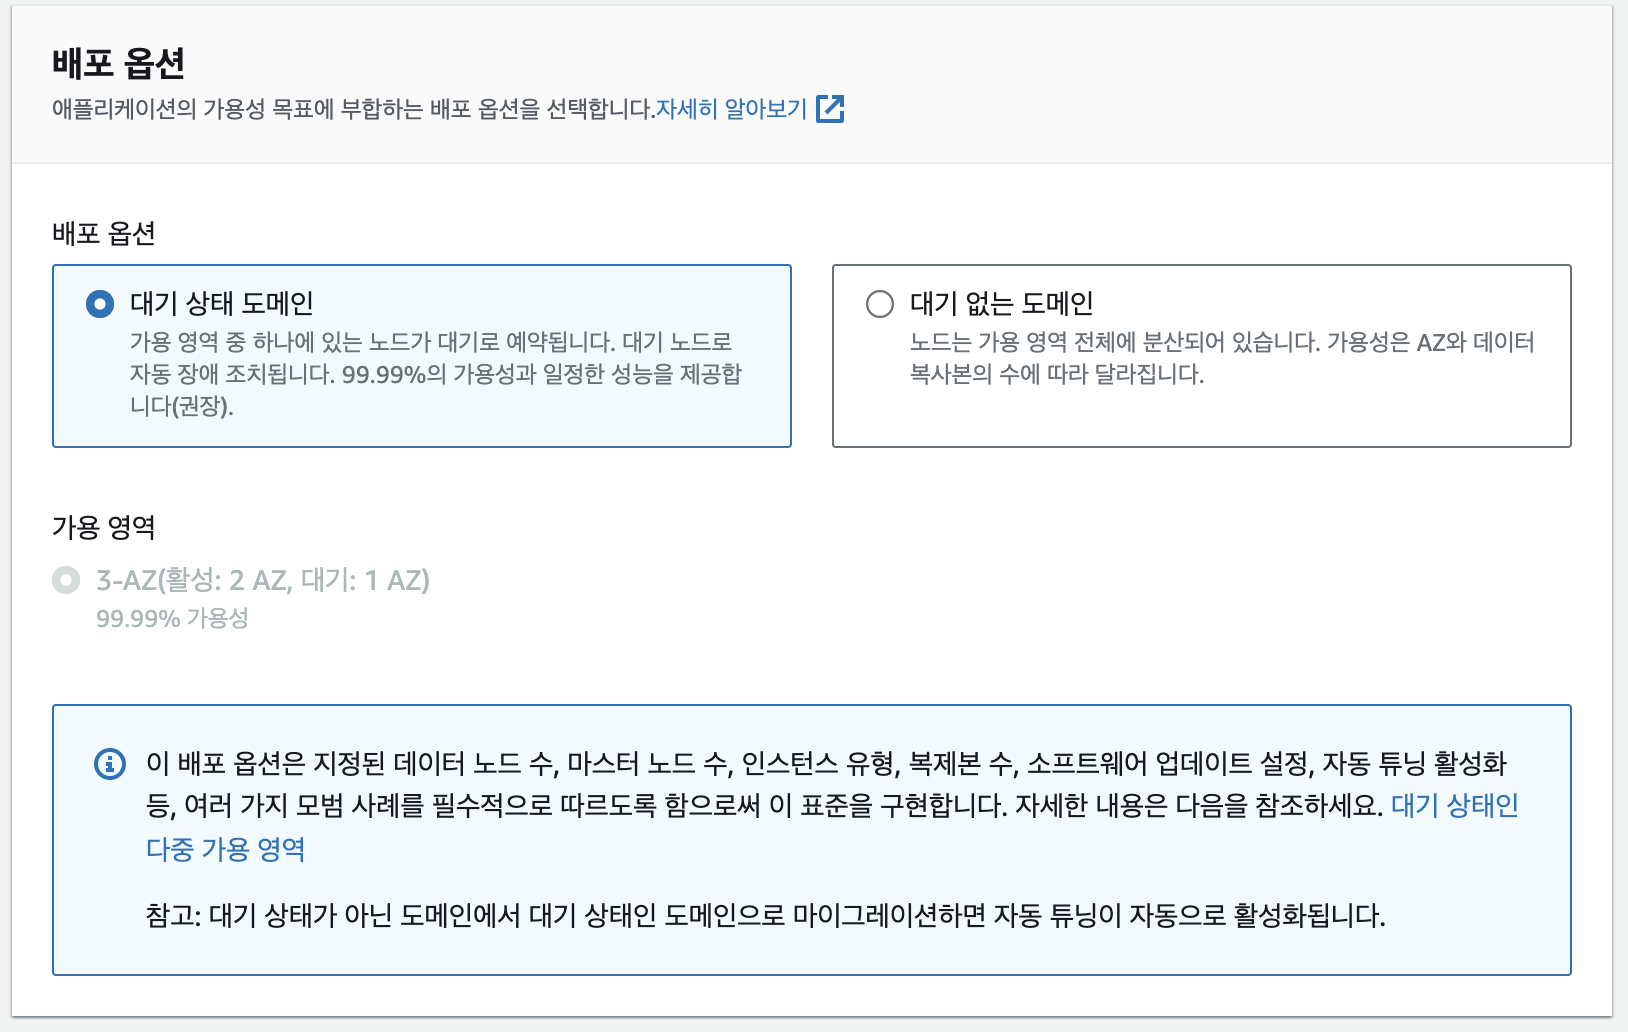 배포 옵션
애플리케이션의 가용성 목표에 부합하는 배포 옵션을 선택합니다.자세히 알아보기
배포 옵션
대기 상태 도메인
가용 영역 중 하나에 있는 노드가 대기로 예약됩니다. 대기 노드로
자동 장애 조치됩니다. 99.99%의 가용성과 일정한 성능을 제공합
니다(권장).
대기 없는 도메인
노드는 가용 영역 전체에 분산되어 있습니다. 가용성은 AZ와 데이터
복사본의 수에 따라 달라집니다.
가용 영역
3-AZ(활성: 2 AZ, 대기: 1 AZ)
99.99% 가용성
이 배포 옵션은 지정된 데이터 노드 수, 마스터 노드 수, 인스턴스 유형, 복제본 수, 소프트웨어 업데이트 설정, 자동 튜닝 활성화
등, 여러 가지 모범 사례를 필수적으로 따르도록 함으로써 이 표준을 구현합니다. 자세한 내용은 다음을 참조하세요. 대기 상태인
다중 가용 영역
참고: 대기 상태가 아닌 도메인에서 대기 상태인 도메인으로 마이그레이션하면 자동 튜닝이 자동으로 활성화됩니다.